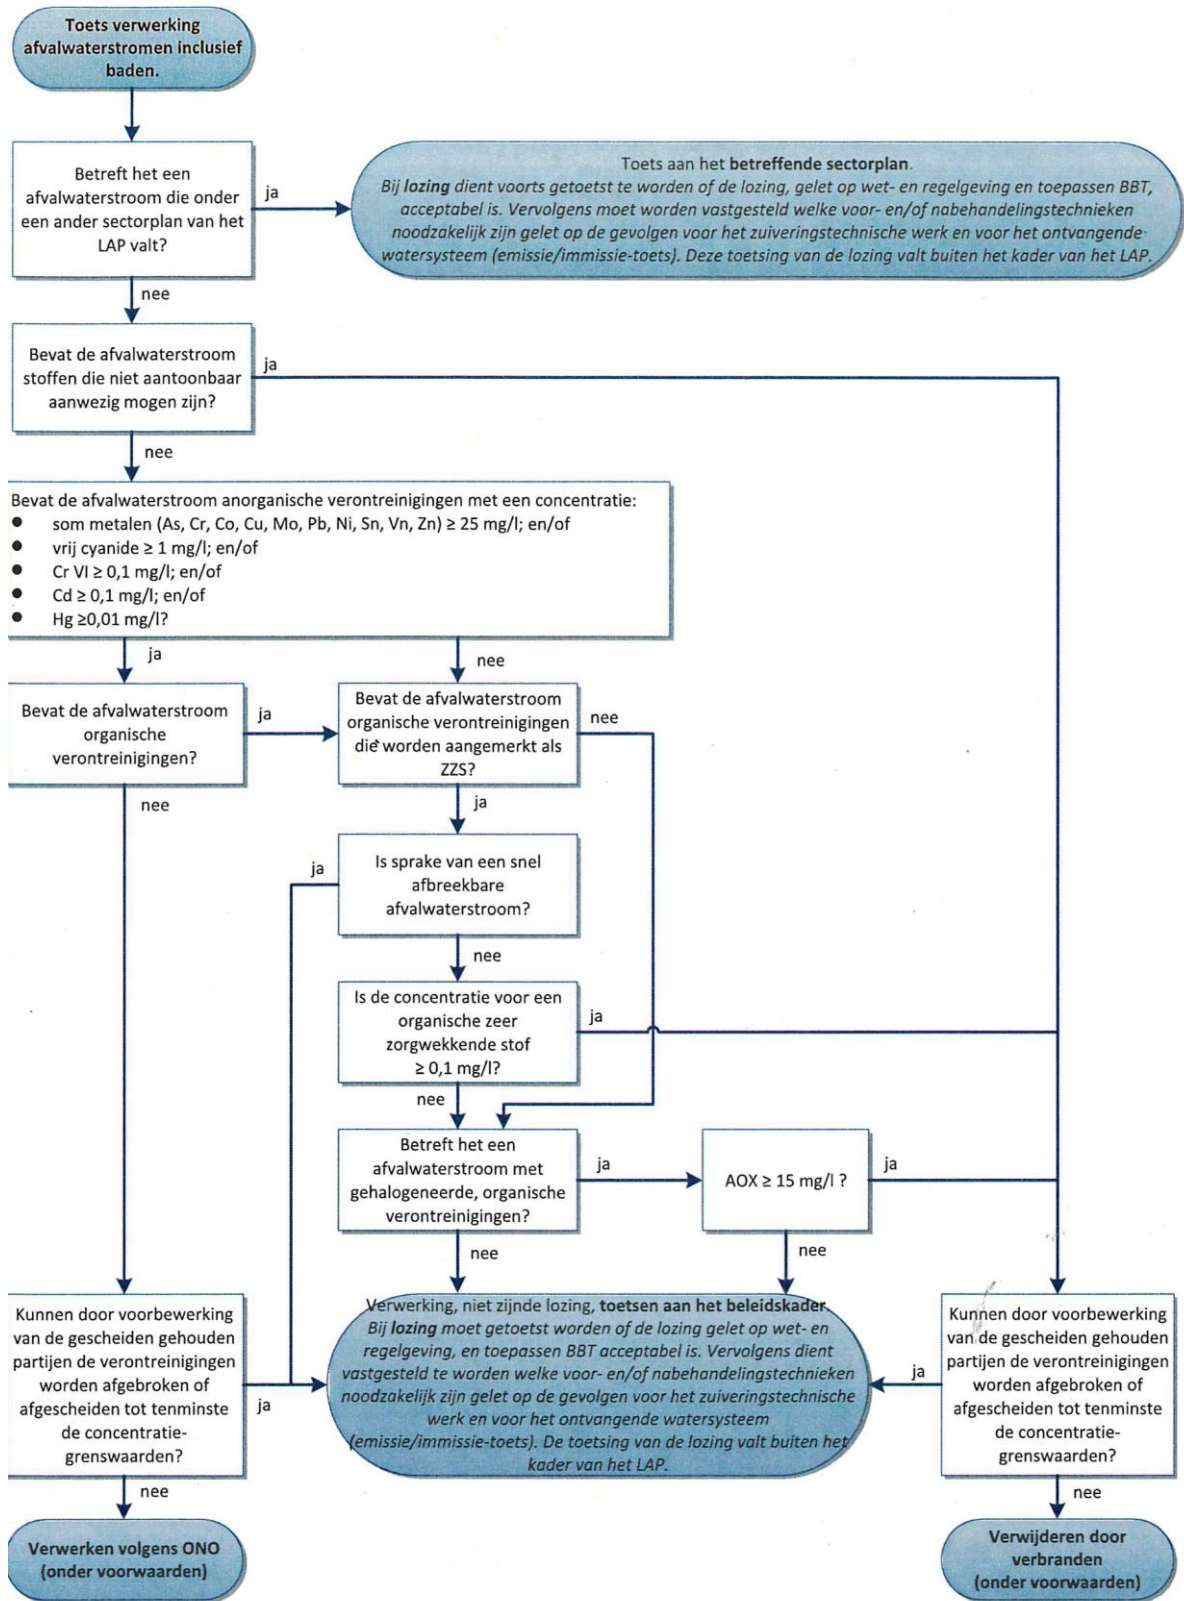 Toets verwerking
afvalwaterstromen inclusief
baden.
Betreft het een
afvalwaterstroom die onder
een ander sectorplan van het
LAP valt?
ja
Toets aan het betreffende sectorplan.
Bij lozing dient voorts getoetst te worden of de lozing, gelet op wet- en regelgeving en toepassen BBT,
acceptabel is. Vervolgens moet worden vastgesteld welke voor- en/of nabehandelingstechnieken
noodzakelijk zijn gelet op de gevolgen voor het zuiveringstechnische werk en voor het ontvangende
watersysteem (emissie/immissie-toets). Deze toetsing van de lozing valt buiten het kader van het LAP.
nee
Bevat de afvalwaterstroom
stoffen die niet aantoonbaar
aanwezig mogen zijn?
ja
nee
Bevat de afvalwaterstroom anorganische verontreinigingen met een concentratie:
● som metalen (As, Cr, Co, Cu, Mo, Pb, Ni, Sn, Vn, Zn) ≥ 25 mg/l; en/of
● vrij cyanide ≥ 1 mg/l; en/of
● Cr VI ≥ 0,1 mg/l; en/of
● Cd ≥ 0,1 mg/l; en/of
● Hg ≥0,01 mg/l?
ja
nee
Bevat de afvalwaterstroom
organische
verontreinigingen?
ja
Bevat de afvalwaterstroom
organische verontreinigingen
die worden aangemerkt als
ZZS?
nee
nee
ja
Is sprake van een snel
afbreekbare
afvalwaterstroom?
ja
nee
Is de concentratie voor een
organische zeer
zorgwekkende stof
≥ 0,1 mg/l?
ja
nee
Betreft het een
afvalwaterstroom met
gehalogeneerde, organische
verontreinigingen?
ja
AOX ≥ 15 mg/l ?
ja
nee
nee
Kunnen door voorbewerking
van de gescheiden gehouden
partijen de verontreinigingen
worden afgebroken of
afgescheiden tot tenminste
de concentratie-
grenswaarden?
ja
Verwerking, niet zijnde lozing, toetsen aan het beleidskader.
Bij lozing moet getoetst worden of de lozing gelet op wet- en
regelgeving, en toepassen BBT acceptabel is. Vervolgens dient
vastgesteld te worden welke voor- en/of nabehandelingstechnieken
noodzakelijk zijn gelet op de gevolgen voor het zuiveringstechnische
werk en voor het ontvangende watersysteem
(emissie/immissie-toets). De toetsing van de lozing valt buiten het
kader van het LAP.
ja
Kunnen door voorbewerking
van de gescheiden gehouden
partijen de verontreinigingen
worden afgebroken of
afgescheiden tot tenminste
de concentratie-
grenswaarden?
nee
nee
Verwerken volgens ONO
(onder voorwaarden)
Verwijderen door
verbranden
(onder voorwaarden)